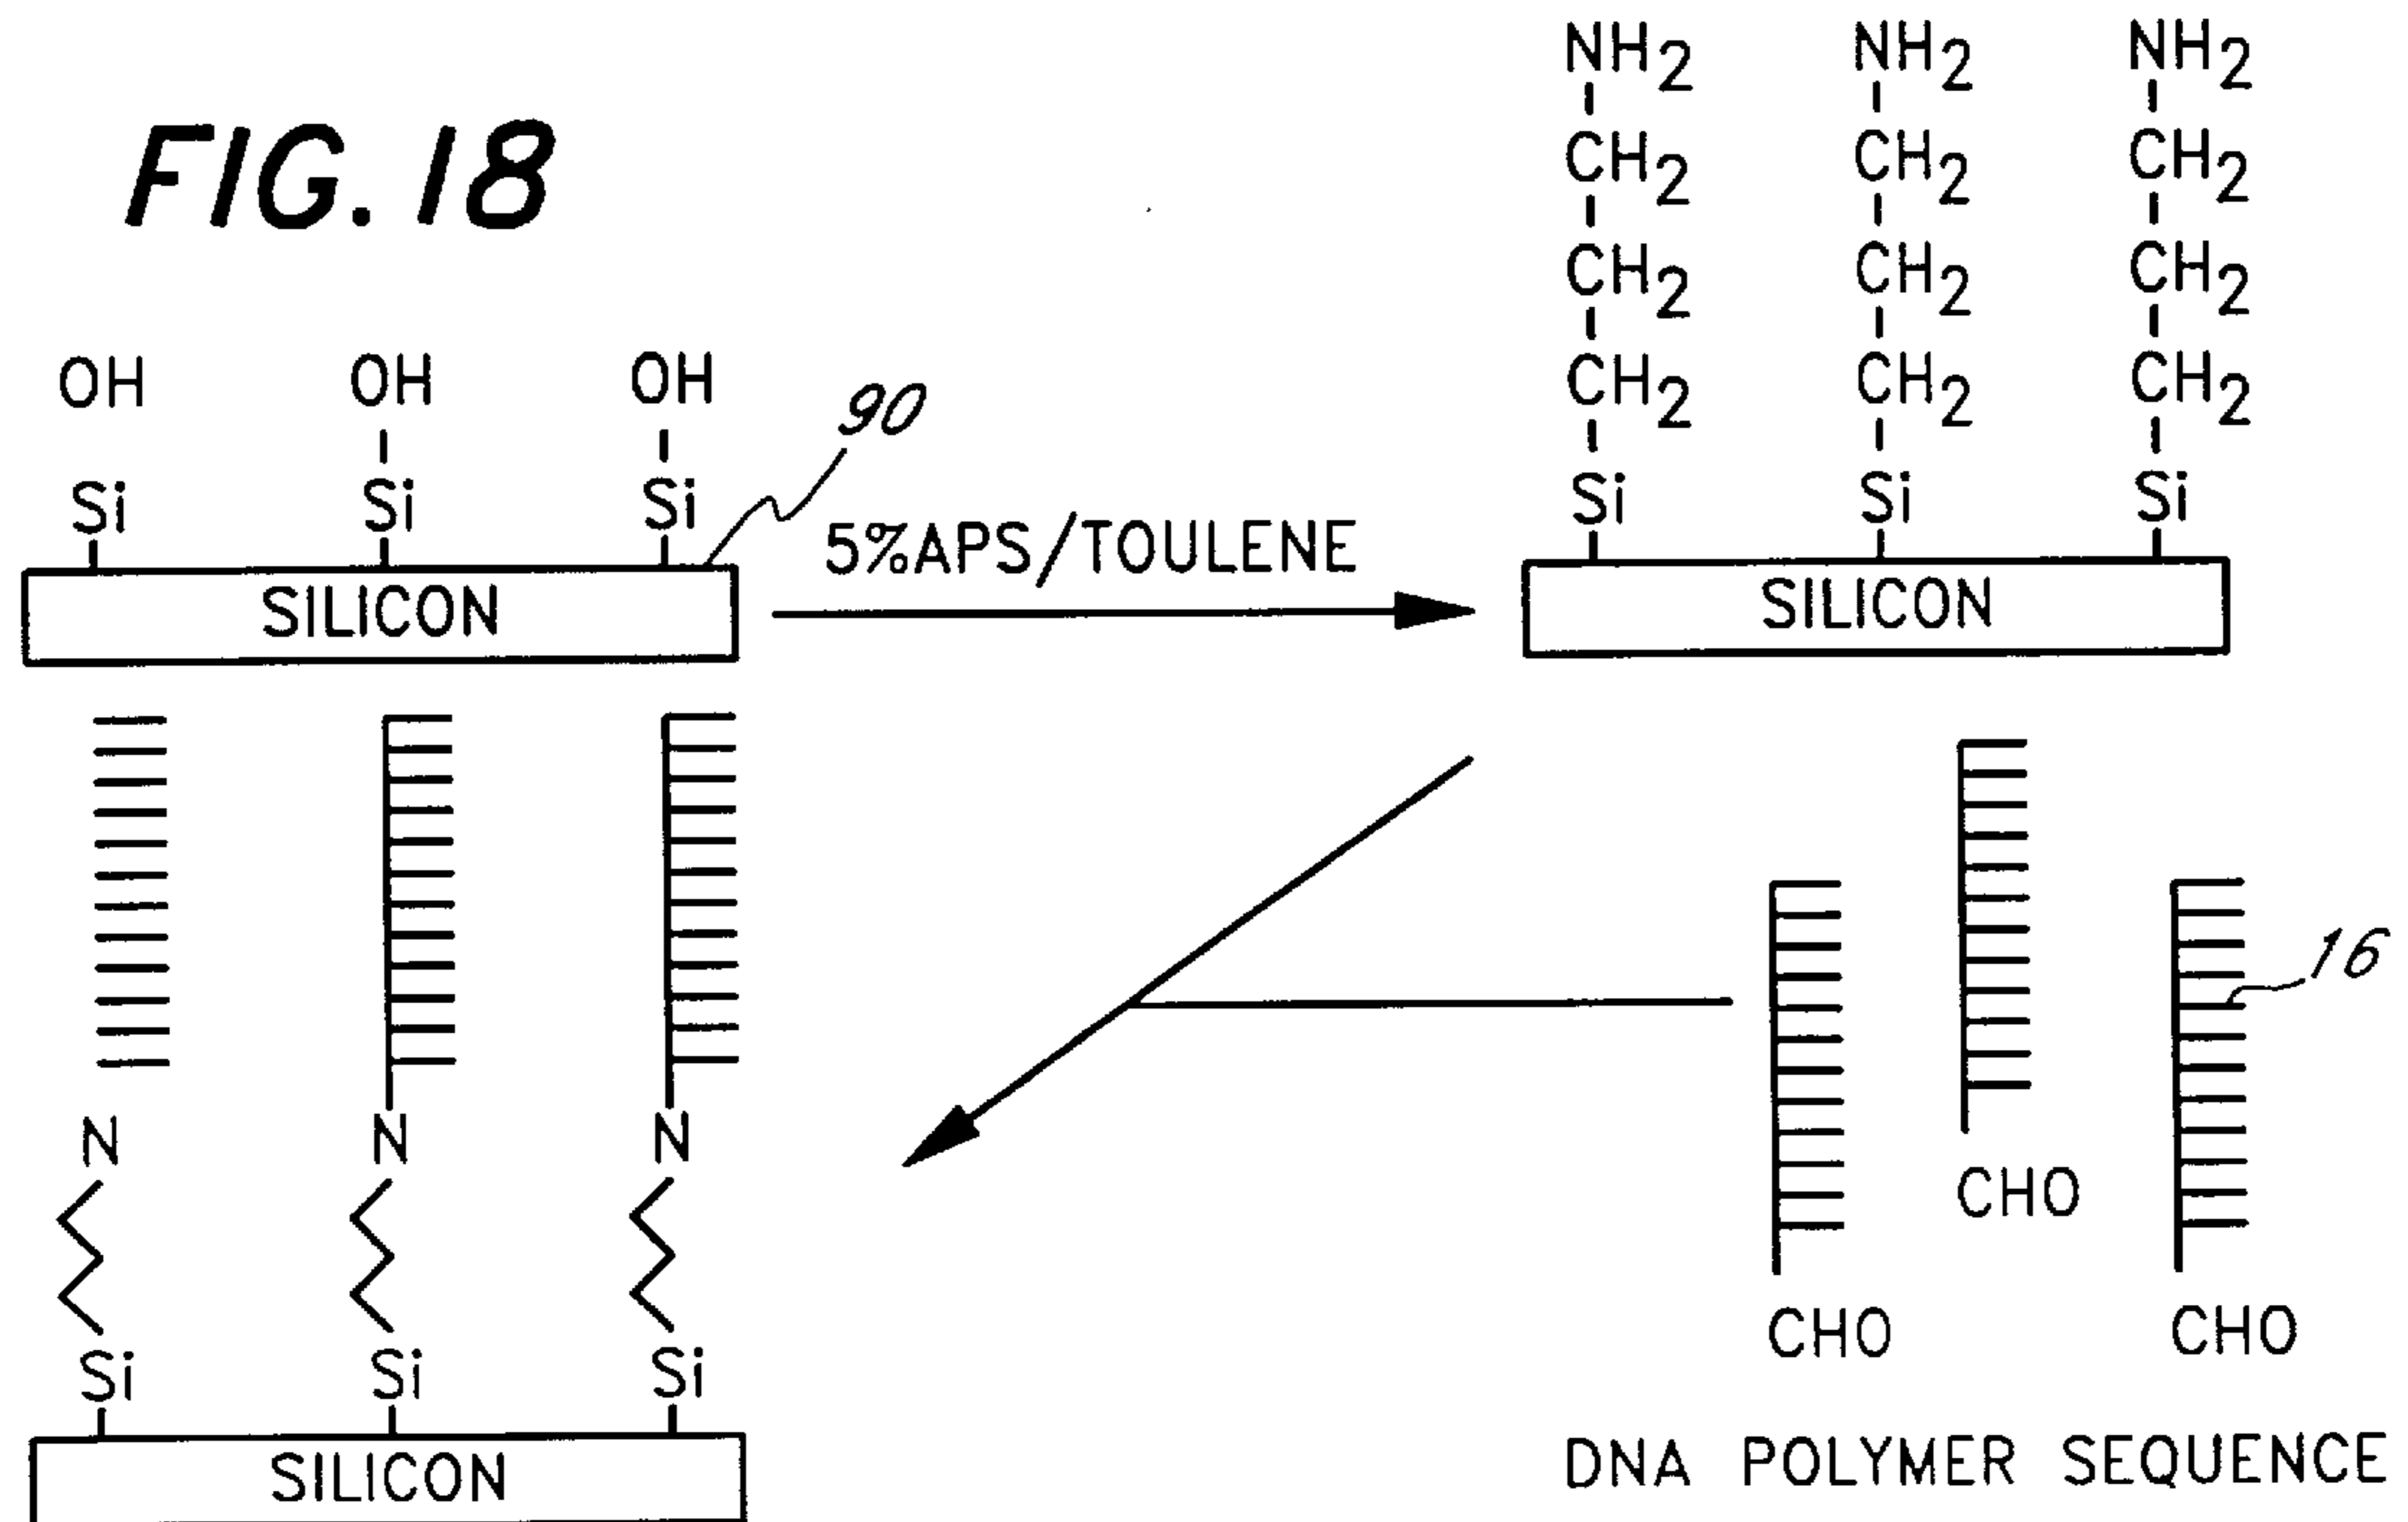 FIG. 18
NH2 NH2 NH2
CH2 CH2 CH2
CH2 CH2 CH2
CH2 CH2 CH2
Si Si Si
SILICON
OH OH OH
90
Si Si Si
5%APS/TOULENE
SILICON
16
N N N
CHO
CHO CHO
Si Si Si
SILICON
DNA POLYMER SEQUENCE